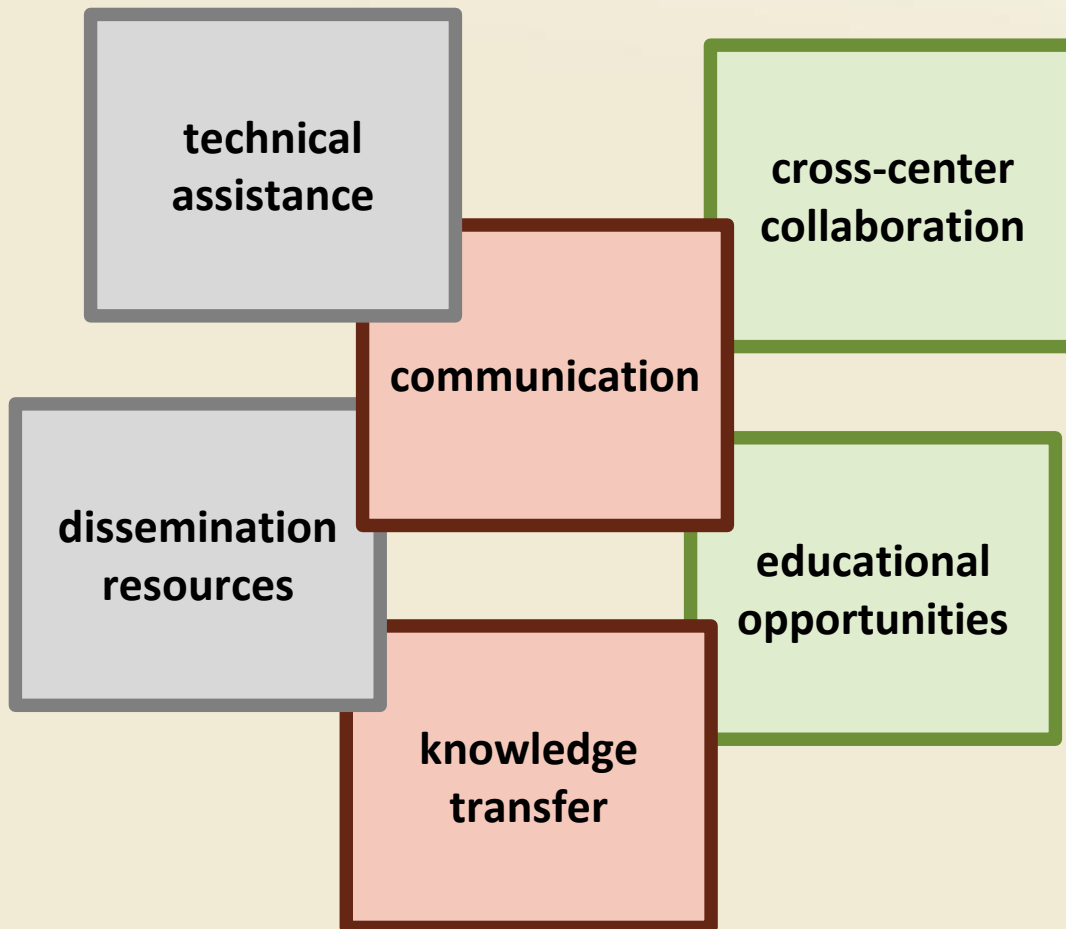 technical
assistance
cross-center
collaboration
communication
dissemination
resources
educational
opportunities
knowledge
transfer